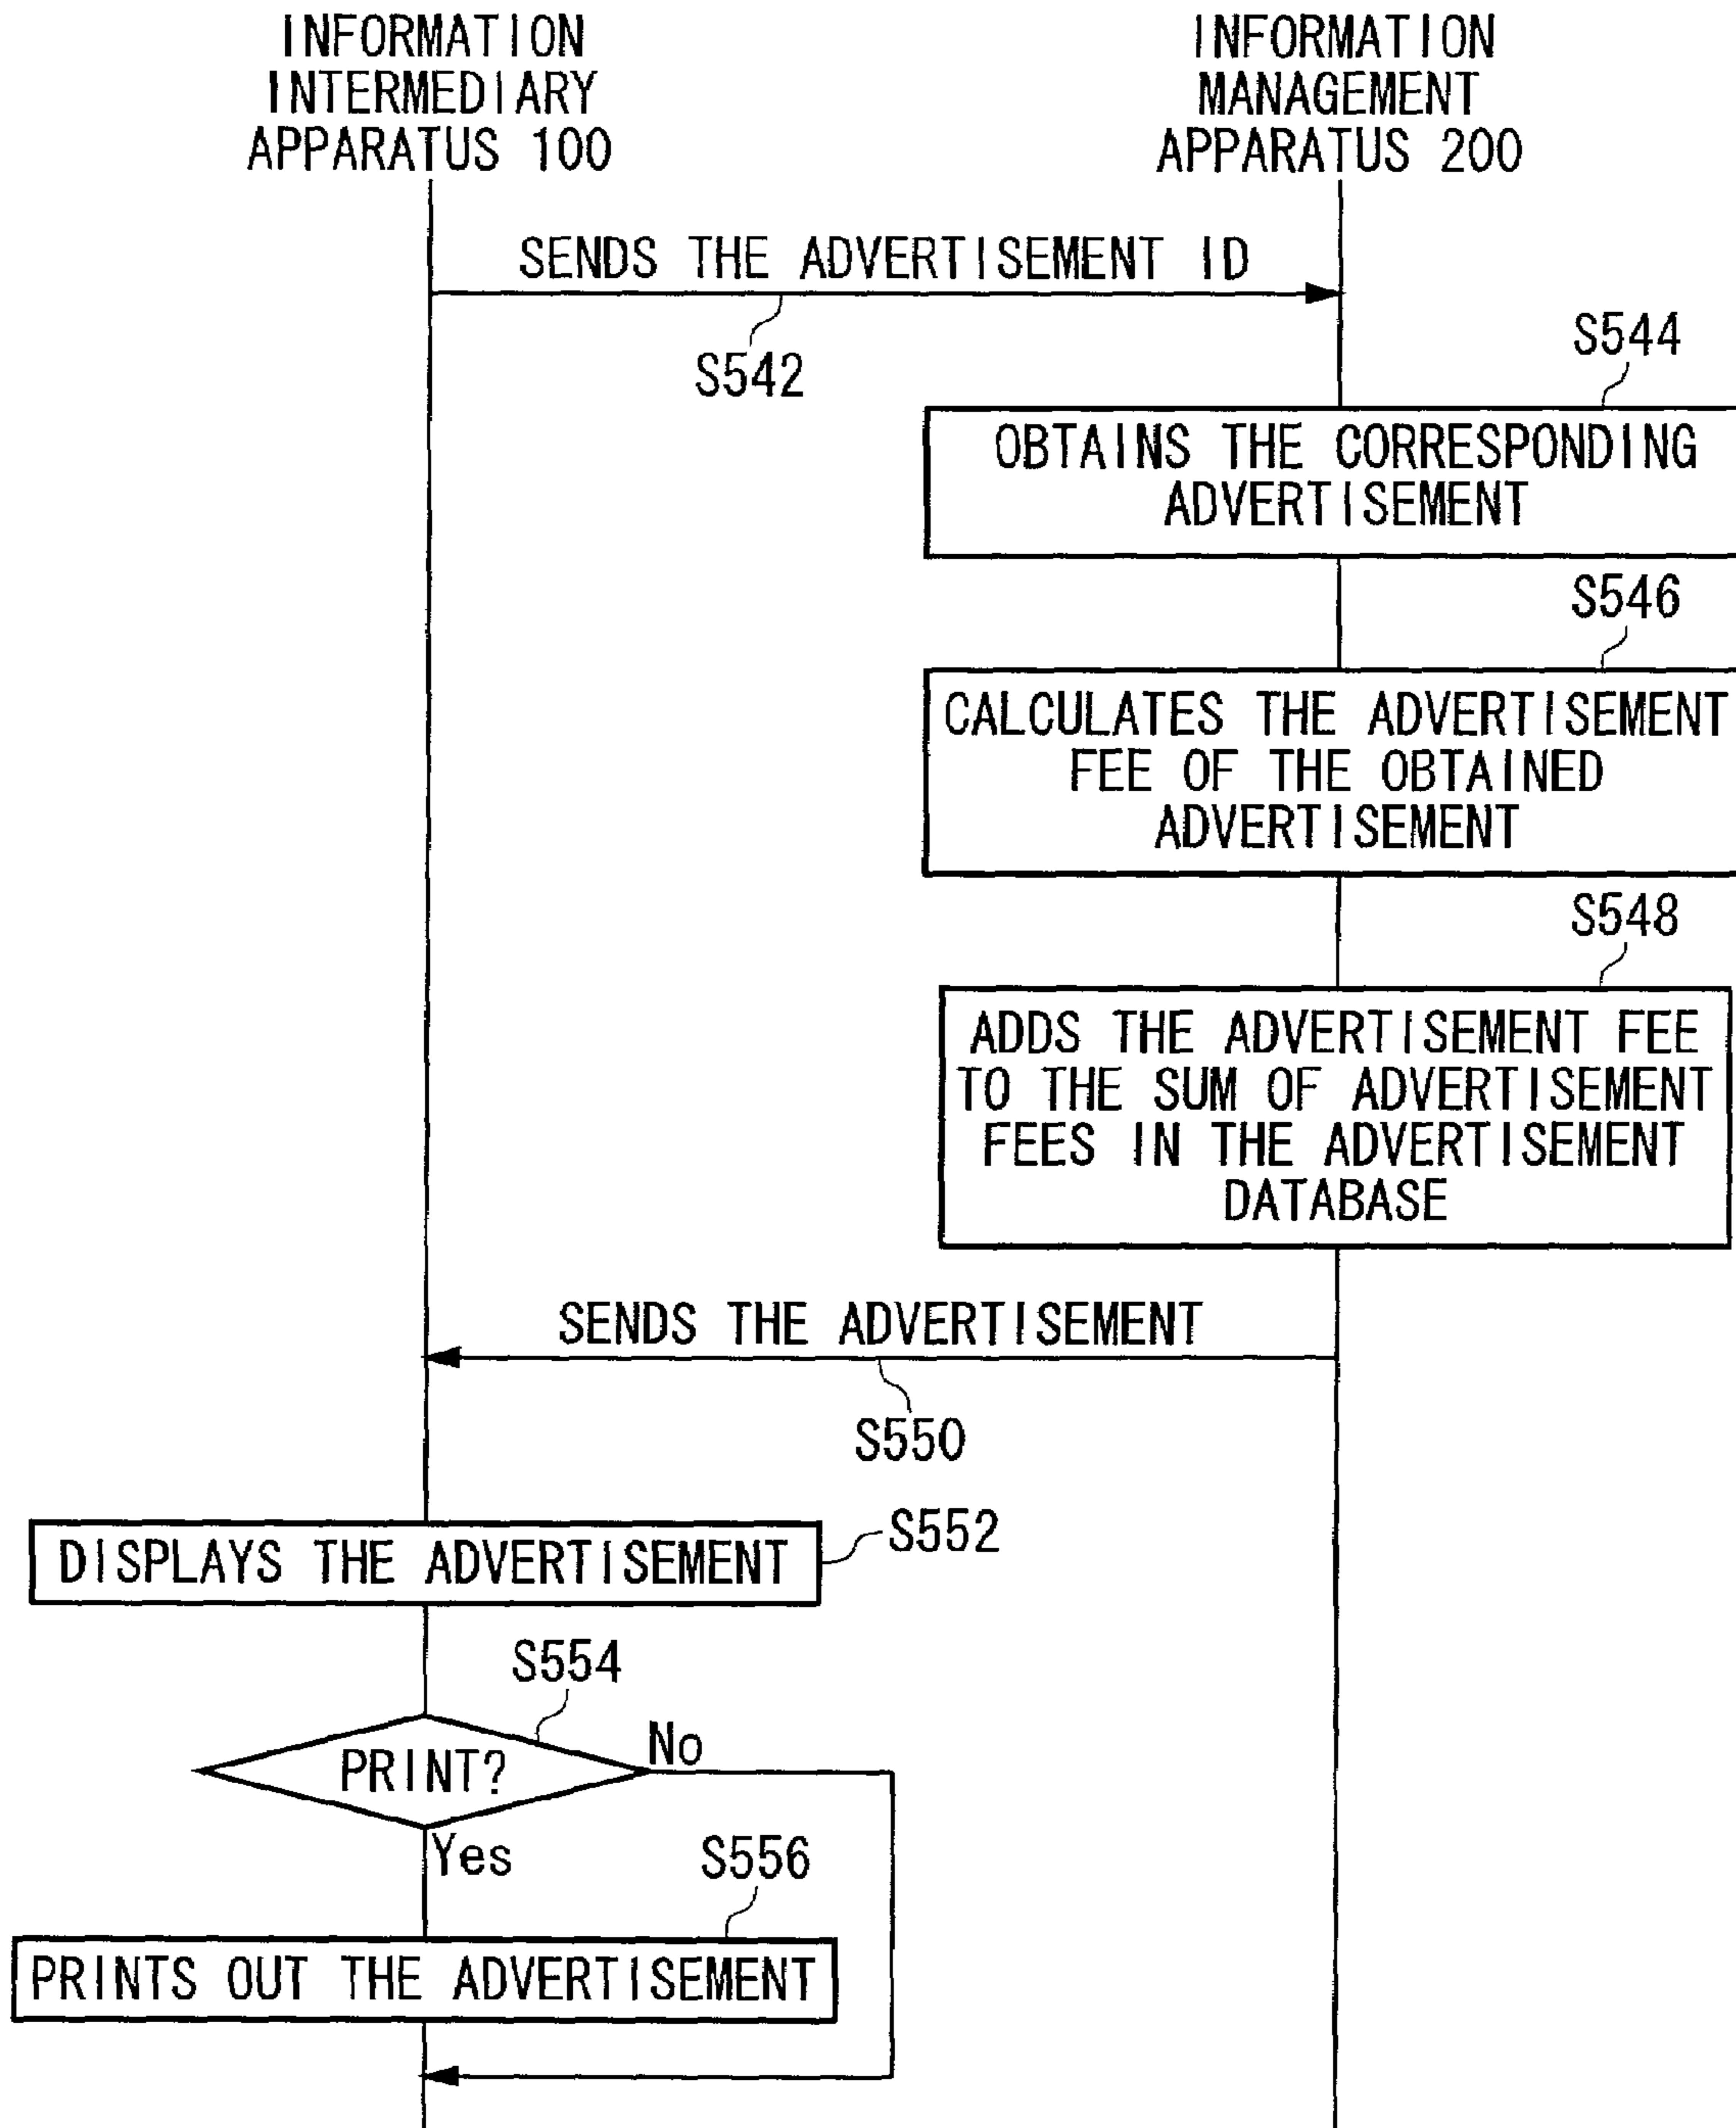 INFORMATION
INTERMEDIARY
APPARATUS 100
INFORMATION
MANAGEMENT
APPARATUS 200
SENDS THE ADVERTISEMENT ID
S542
S544
OBTAINS THE CORRESPONDING
ADVERTISEMENT
S546
CALCULATES THE ADVERTISEMENT
FEE OF THE OBTAINED
ADVERTISEMENT
S548
ADDS THE ADVERTISEMENT FEE
TO THE SUM OF ADVERTISEMENT
FEES IN THE ADVERTISEMENT
DATABASE
SENDS THE ADVERTISEMENT
S550
DISPLAYS THE ADVERTISEMENT
S552
S554
PRINT?
No
Yes
S556
PRINTS OUT THE ADVERTISEMENT